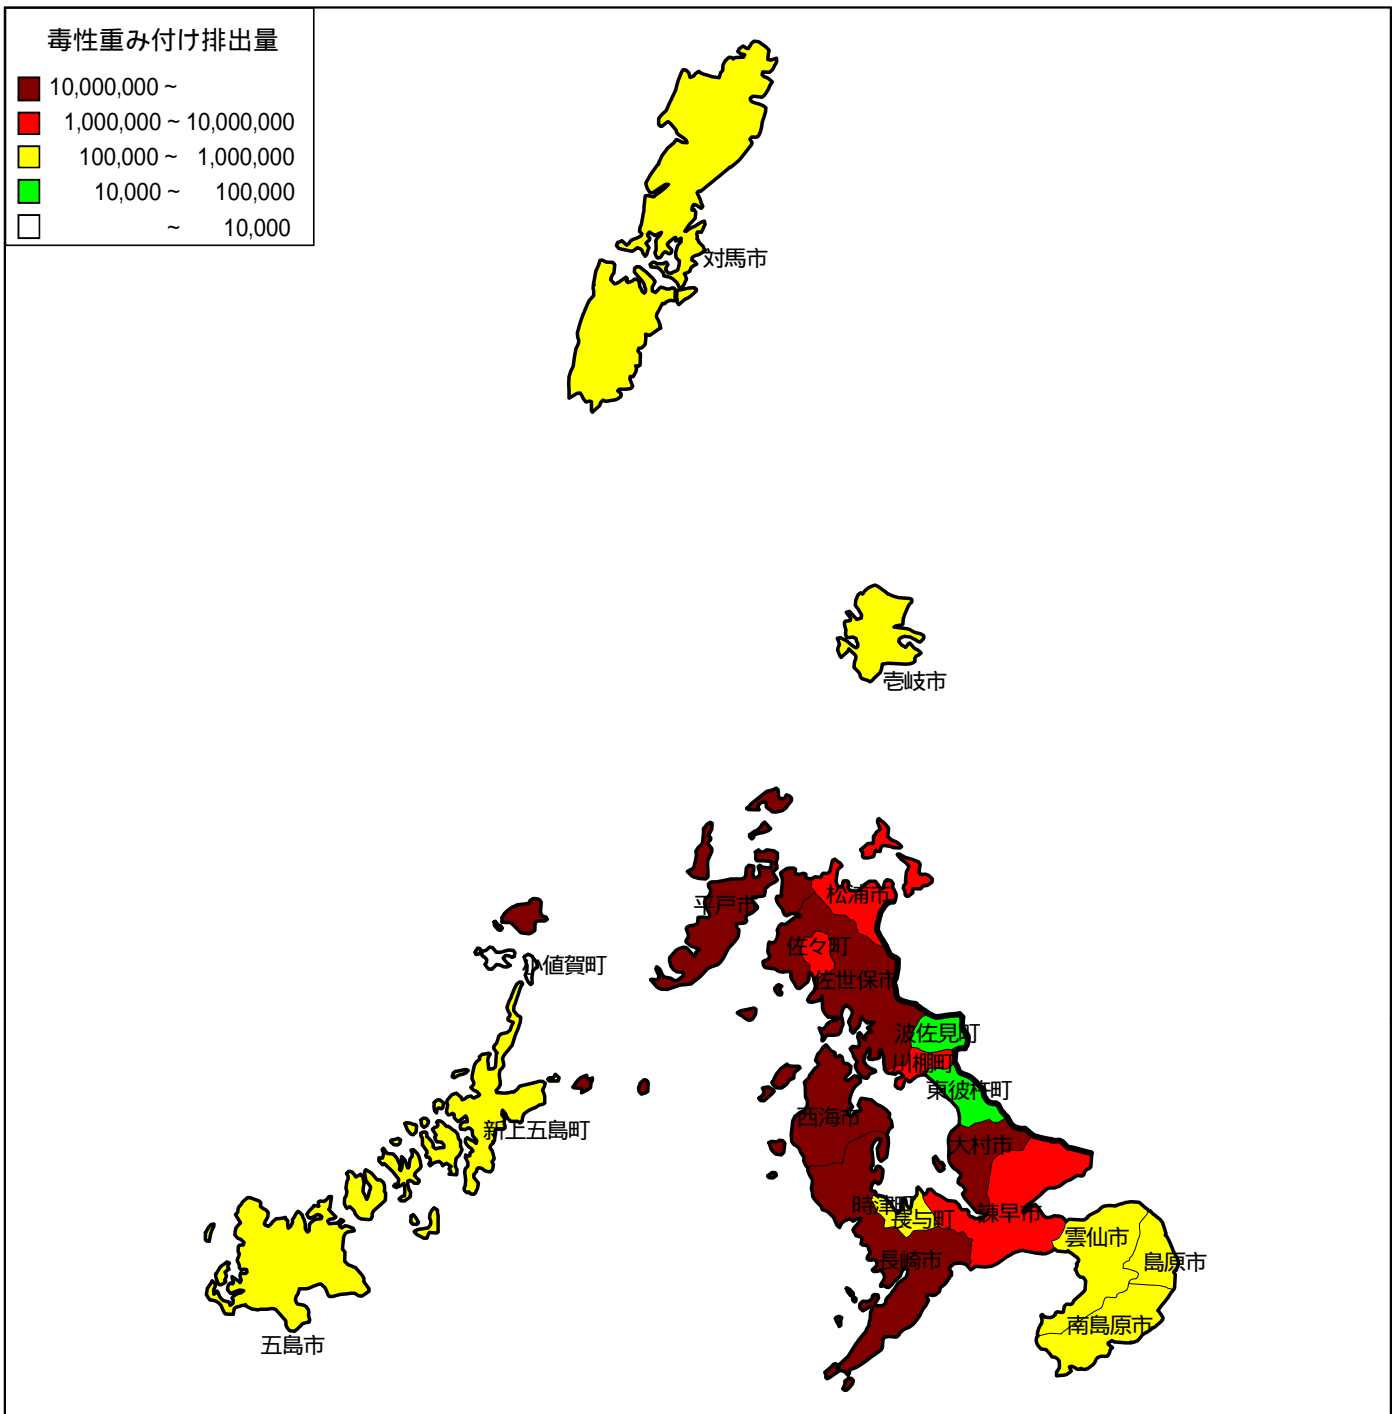 毒性重み付け排出量
10,000,000 ~
1,000,000 ~ 10,000,000
100,000 ~ 1,000,000
10,000 ~ 100,000
~ 10,000
対馬市
壱岐市
松浦市
平戸市
佐々町
小値賀町
佐世保市
波佐見町
川棚町
東彼杵町
西海市
新上五島町
大村市
時津町
長与町
諫早市
雲仙市
長崎市
島原市
南島原市
五島市